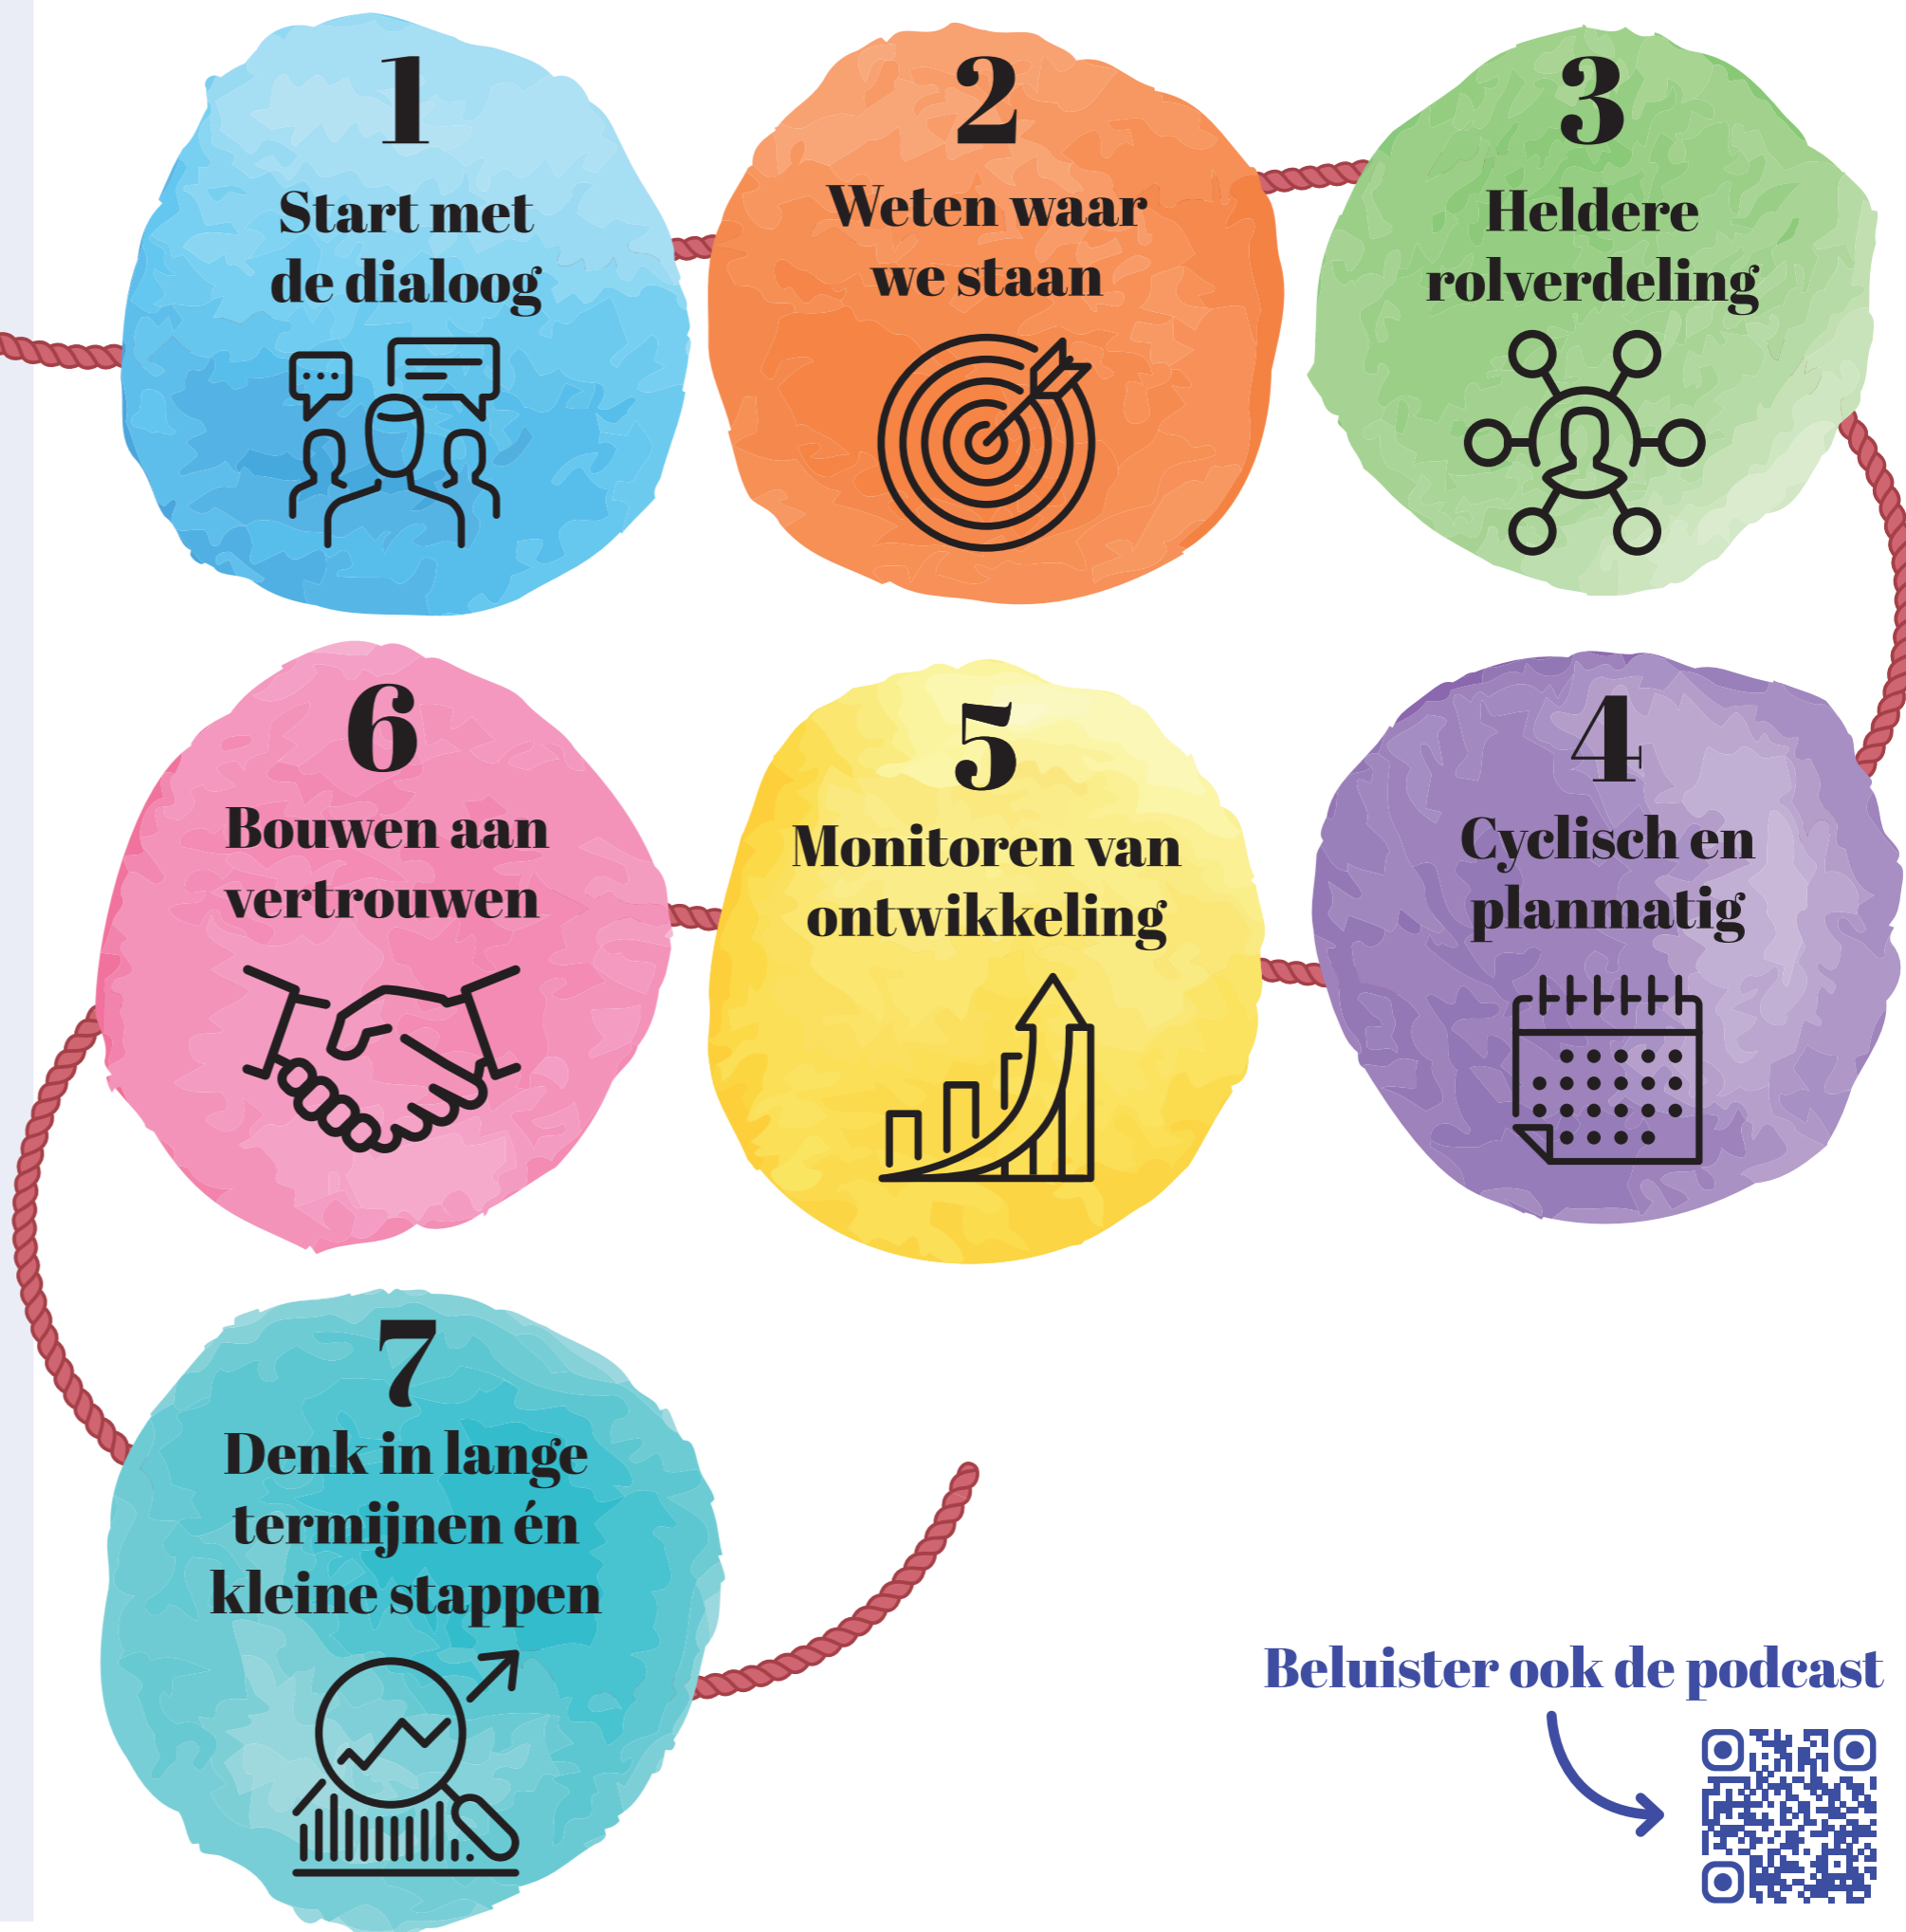 1
Start met
de dialoog
2
Weten waar
we staan
3
Heldere
rolverdeling
4
Cyclisch en
planmatig
5
Monitoren van
ontwikkeling
6
Bouwen aan
vertrouwen
7
Denk in lange
termijnen én
kleine stappen
Beluister ook de podcast